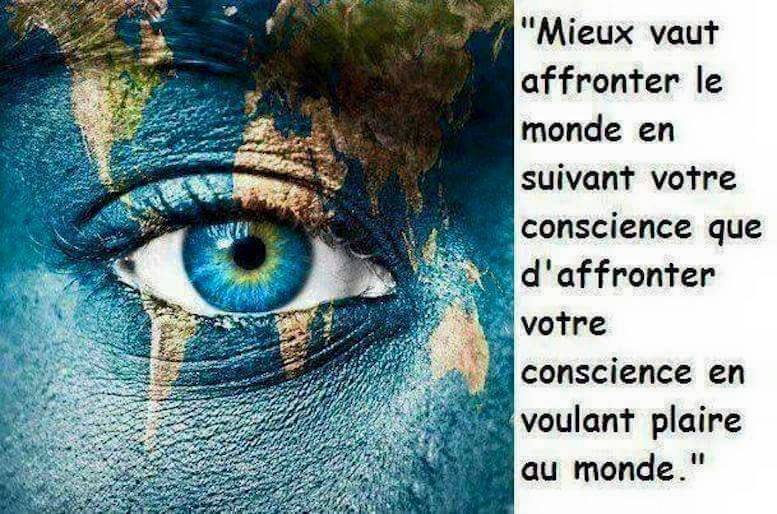 "Mieux vaut
affronter le
monde en
suivant votre
conscience que
d'affronter
votre
conscience en
voulant plaire
au monde."